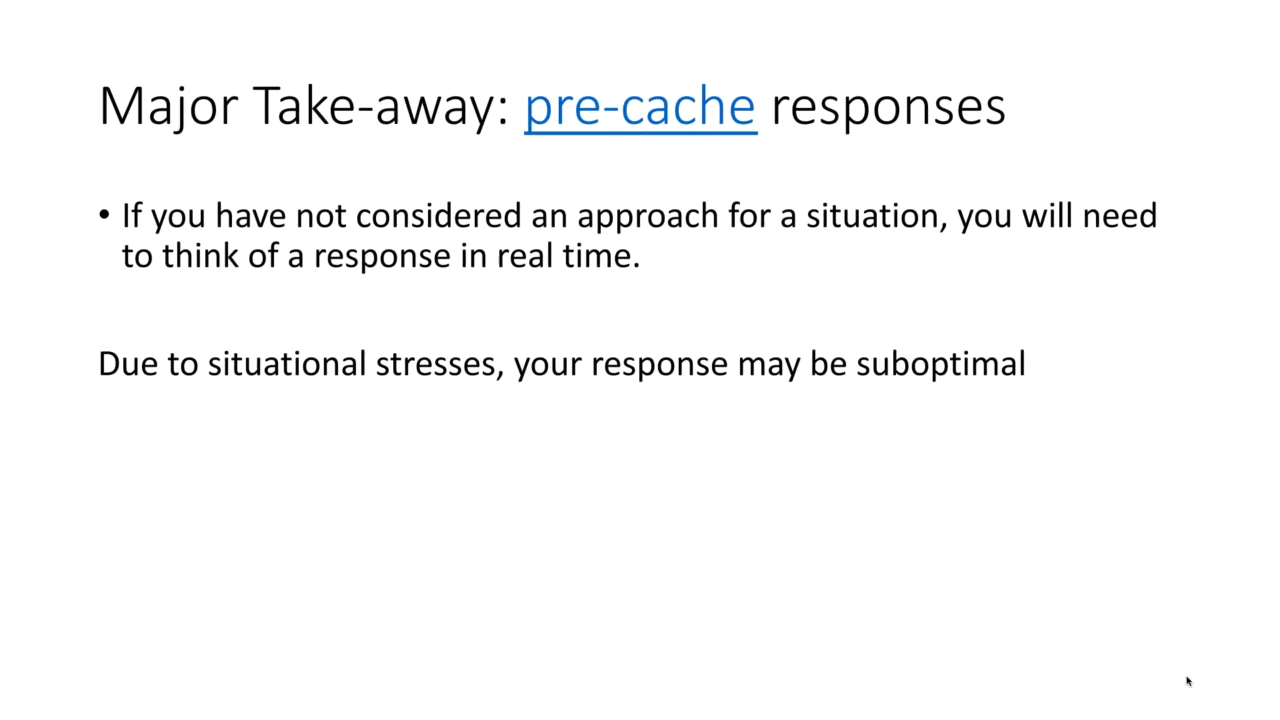 Major Take-away: pre-cache responses
• If you have not considered an approach for a situation, you will need
to think of a response in real time.
Due to situational stresses, your response may be suboptimal